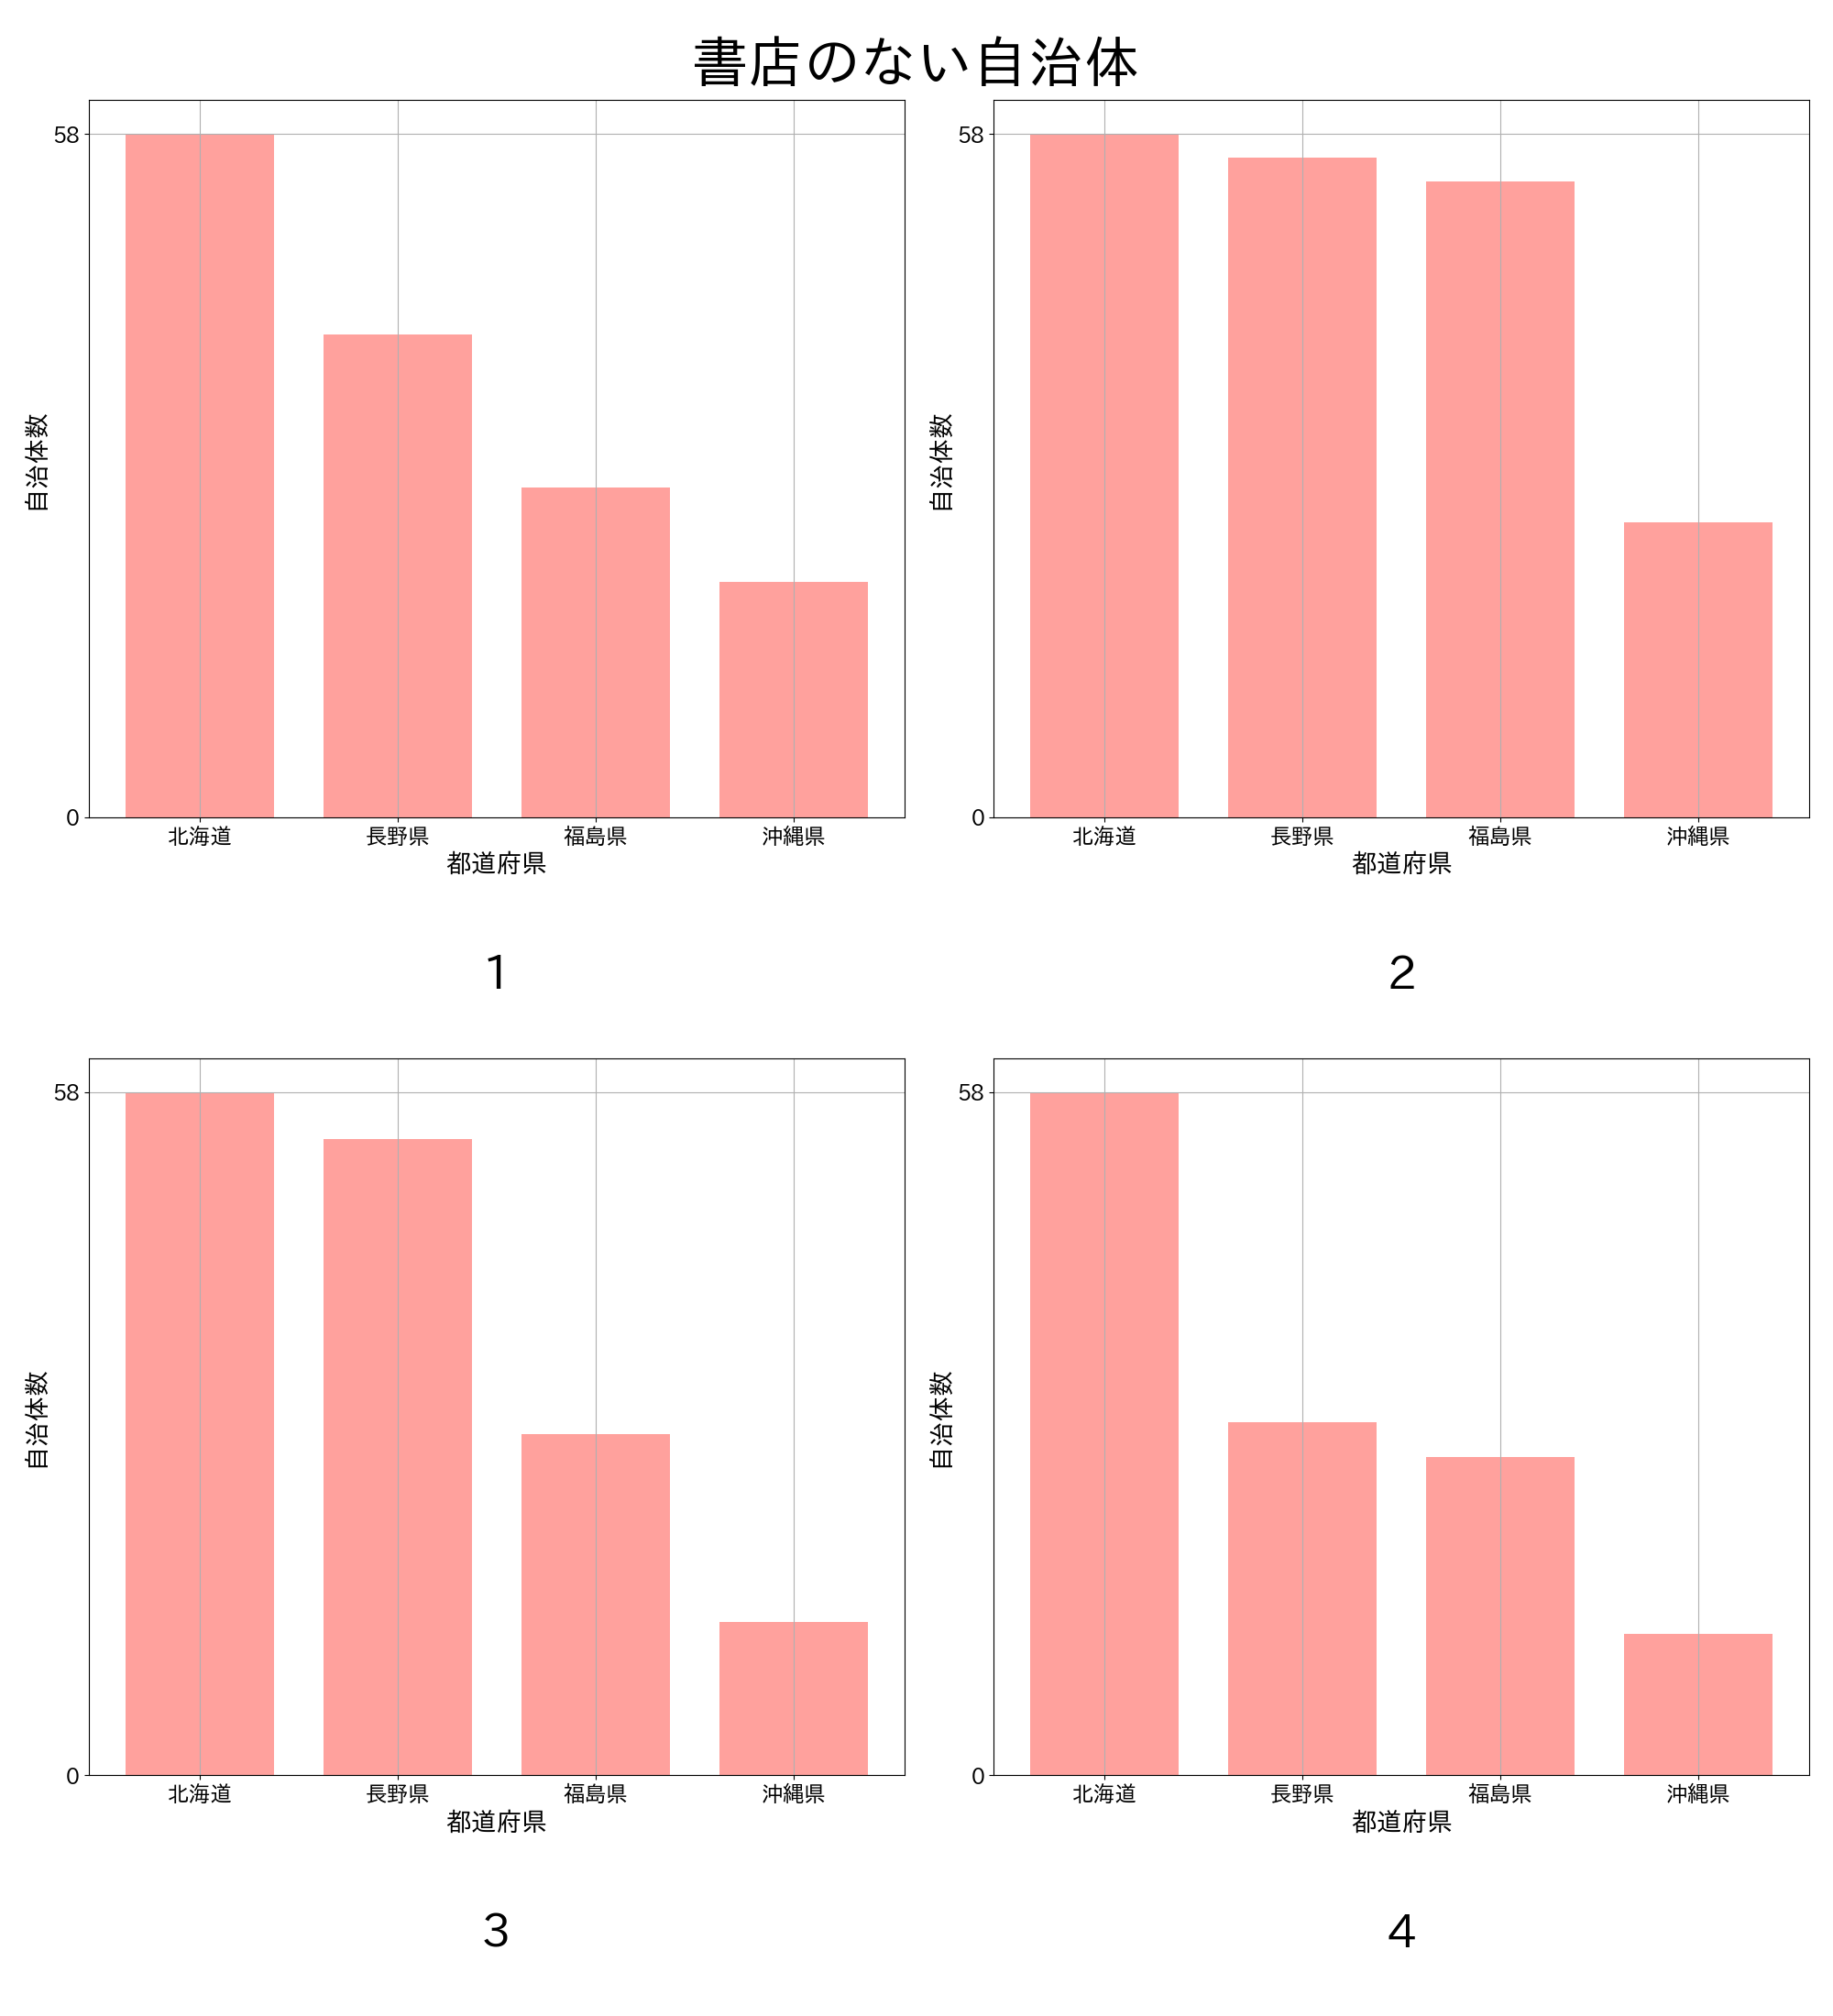 書店のない自治体
58
0
自治体数
北海道 長野県 福島県 沖縄県
都道府県
1
58
0
自治体数
北海道 長野県 福島県 沖縄県
都道府県
2
58
0
自治体数
北海道 長野県 福島県 沖縄県
都道府県
3
58
0
自治体数
北海道 長野県 福島県 沖縄県
都道府県
4